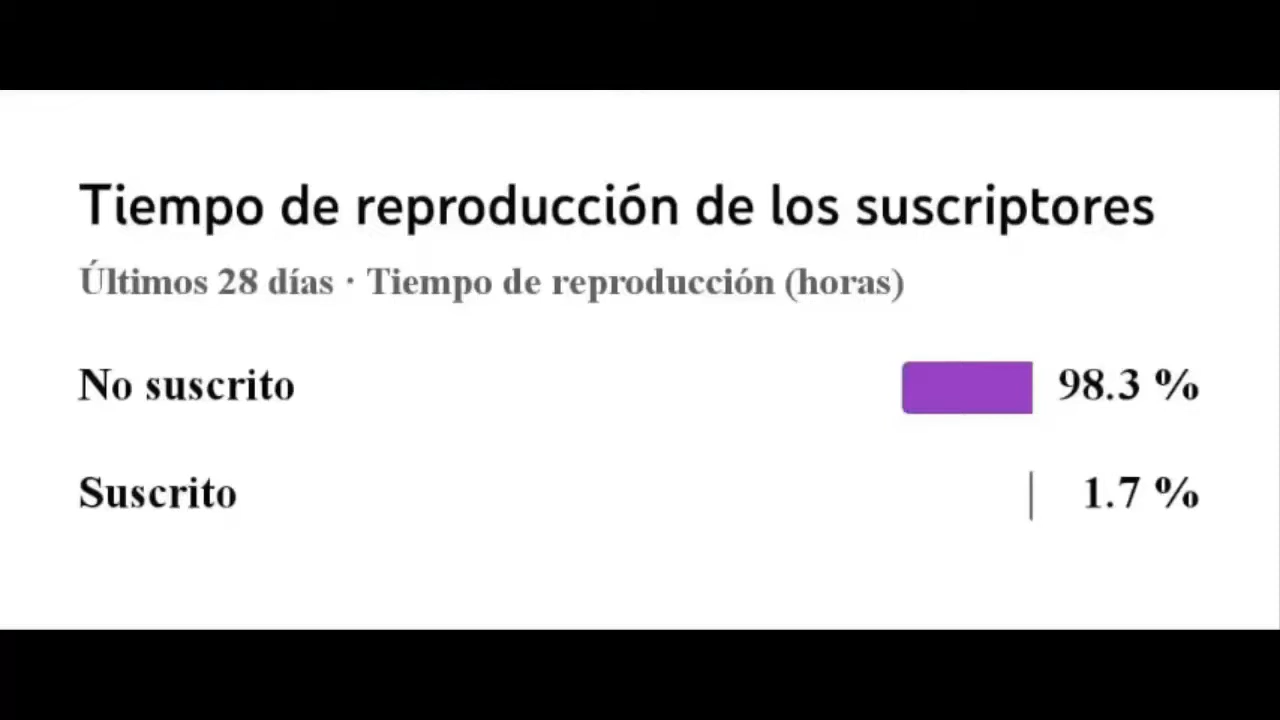 Tiempo de reproducción de los suscriptores
Últimos 28 días · Tiempo de reproducción (horas)
No suscrito 98.3 %
Suscrito 1.7 %